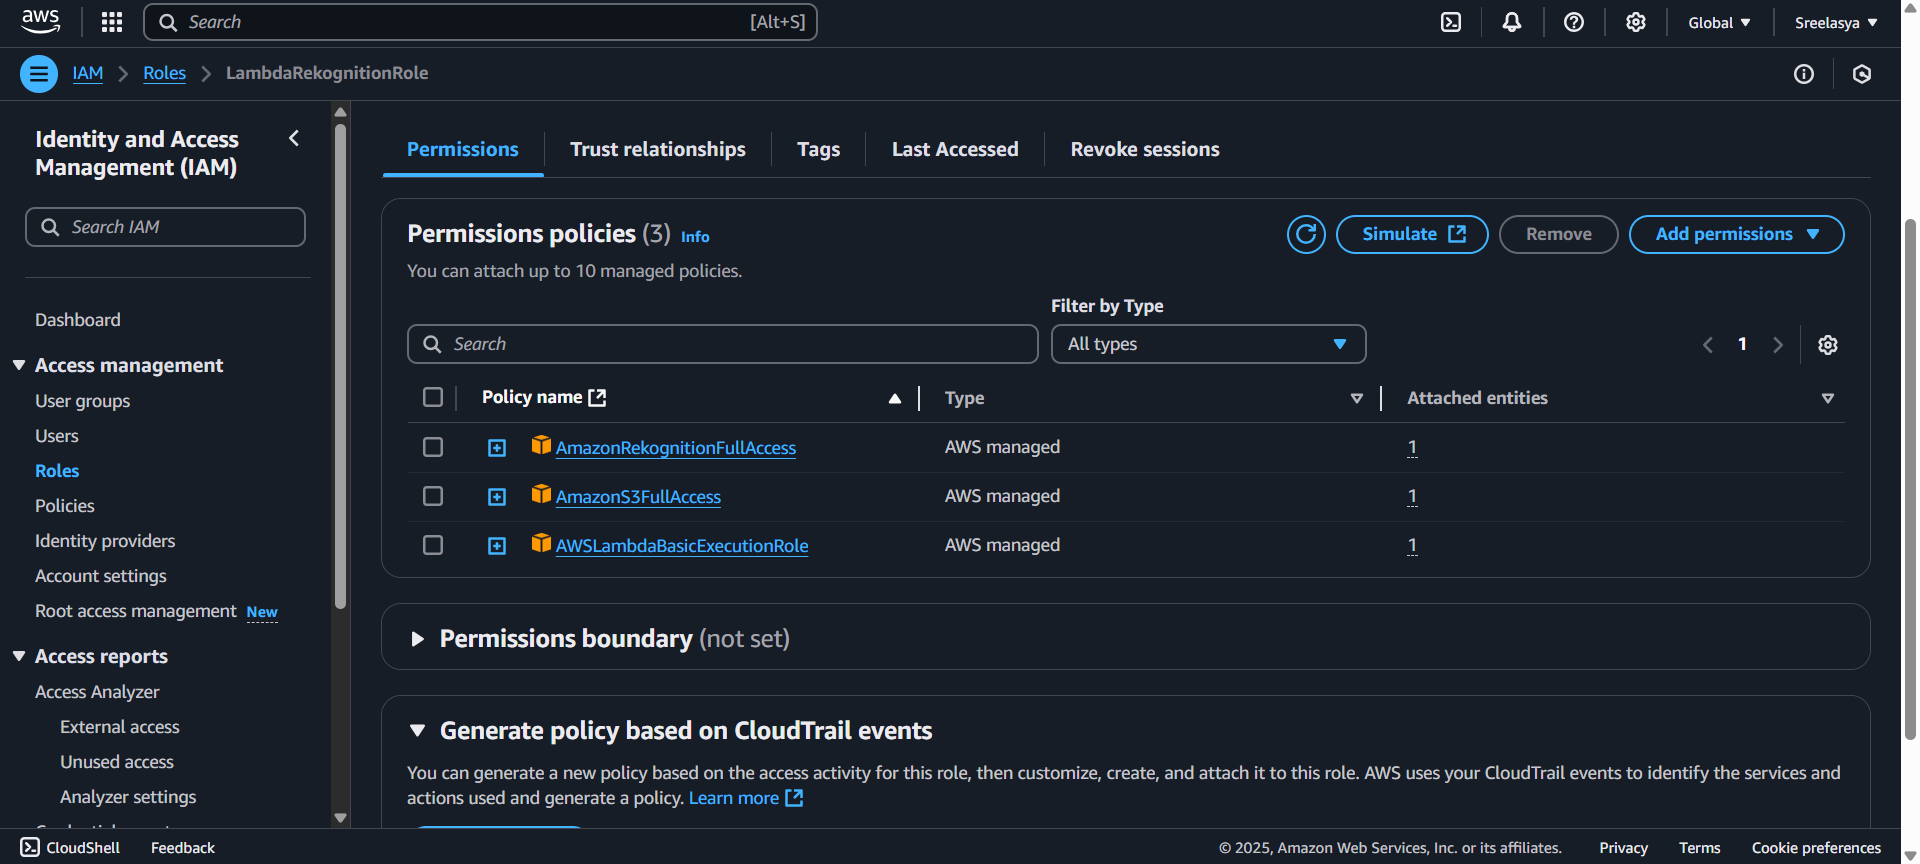 aws
Search [Alt+S]
Global
Sreelasya
IAM
Roles
LambdaRekognitionRole
Identity and Access
Management (IAM)
Search IAM
Dashboard
Access management
User groups
Users
Roles
Policies
Identity providers
Account settings
Root access management New
Access reports
Access Analyzer
External access
Unused access
Analyzer settings
Permissions
Trust relationships
Tags
Last Accessed
Revoke sessions
Permissions policies (3) Info
Simulate
Remove
Add permissions
You can attach up to 10 managed policies.
Filter by Type
Search
All types
1
Policy name
Type
Attached entities
AmazonRekognitionFullAccess AWS managed 1
AmazonS3FullAccess AWS managed 1
AWSLambdaBasicExecutionRole AWS managed 1
Permissions boundary (not set)
Generate policy based on CloudTrail events
You can generate a new policy based on the access activity for this role, then customize, create, and attach it to this role. AWS uses your CloudTrail events to identify the services and
actions used and generate a policy. Learn more
CloudShell
Feedback
© 2025, Amazon Web Services, Inc. or its affiliates.
Privacy
Terms
Cookie preferences